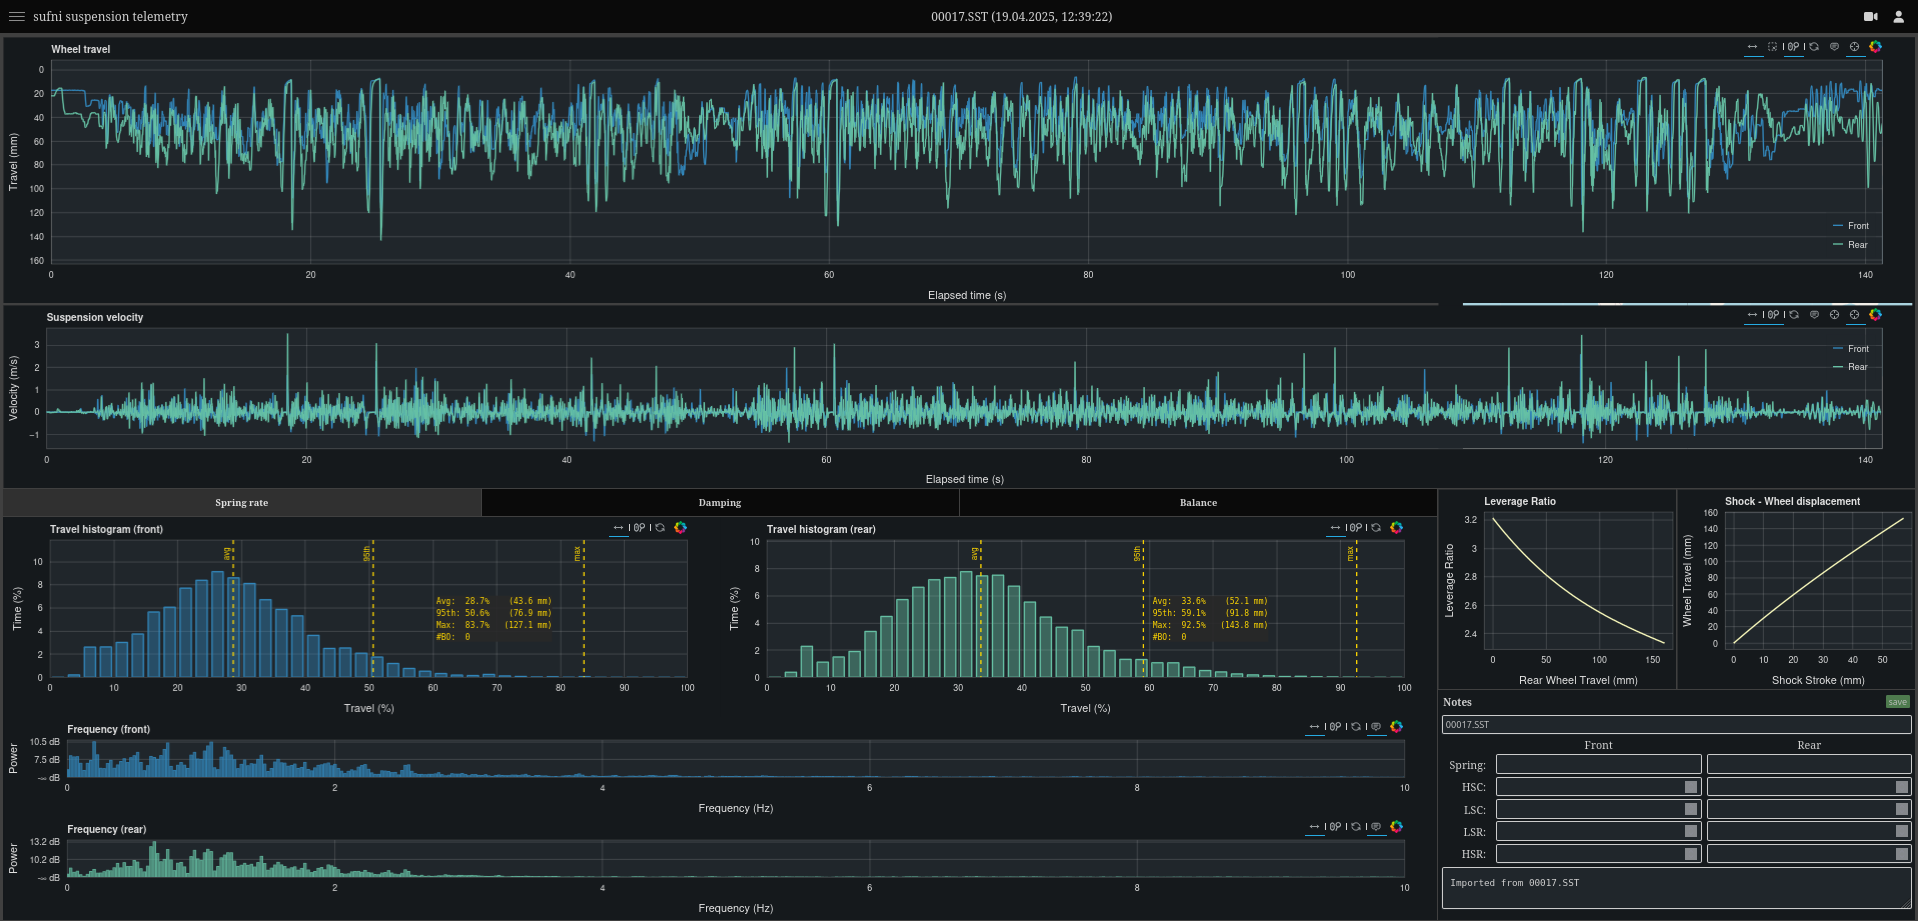 sufni suspension telemetry
00017.SST (19.04.2025, 12:39:22)
Wheel travel
Travel (mm)
0
20
40
60
80
100
120
140
160
Front
Rear
0 20 40 60 80 100 120 140
Elapsed time (s)
Suspension velocity
Velocity (m/s)
3
2
1
0
−1
Front
Rear
0 20 40 60 80 100 120 140
Elapsed time (s)
Spring rate
Damping
Balance
Travel histogram (front)
Time (%)
10
8
6
4
2
0
avg
95th
max
Avg: 28.7% (43.6 mm)
95th: 50.6% (76.9 mm)
Max: 83.7% (127.1 mm)
#BO: 0
0 10 20 30 40 50 60 70 80 90 100
Travel (%)
Travel histogram (rear)
Time (%)
10
8
6
4
2
0
avg
95th
max
Avg: 33.6% (52.1 mm)
95th: 59.1% (91.8 mm)
Max: 92.5% (143.8 mm)
#BO: 0
0 10 20 30 40 50 60 70 80 90 100
Travel (%)
Frequency (front)
Power
10.5 dB
7.5 dB
-∞ dB
0 2 4 6 8 10
Frequency (Hz)
Frequency (rear)
Power
13.2 dB
10.2 dB
-∞ dB
0 2 4 6 8 10
Frequency (Hz)
Leverage Ratio
Leverage Ratio
3.2
3
2.8
2.6
2.4
0 50 100 150
Rear Wheel Travel (mm)
Shock - Wheel displacement
Wheel Travel (mm)
160
140
120
100
80
60
40
20
0
0 10 20 30 40 50
Shock Stroke (mm)
Notes
save
00017.SST
Front Rear
Spring:
HSC:
LSC:
LSR:
HSR:
Imported from 00017.SST